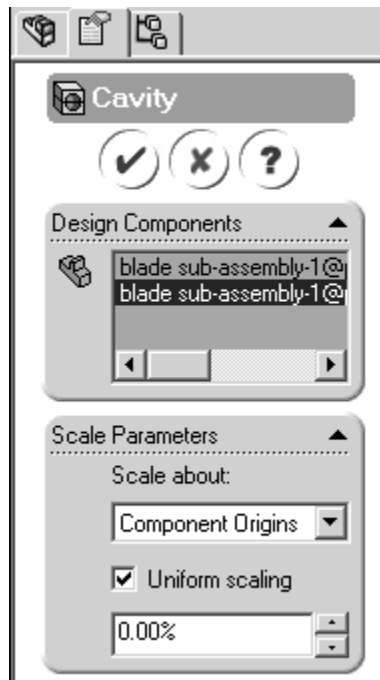 Cavity
?
Design Components
blade sub-assembly-1@
blade sub-assembly-1@
Scale Parameters
Scale about:
Component Origins
Uniform scaling
0.00%